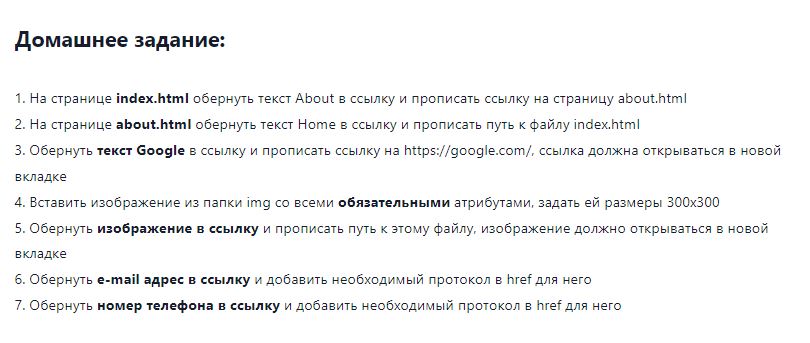 Домашнее задание:
1. На странице index.html обернуть текст About в ссылку и прописать ссылку на страницу about.html
2. На странице about.html обернуть текст Home в ссылку и прописать путь к файлу index.html
3. Обернуть текст Google в ссылку и прописать ссылку на https://google.com/, ссылка должна открываться в новой
вкладке
4. Вставить изображение из папки img со всеми обязательными атрибутами, задать ей размеры 300x300
5. Обернуть изображение в ссылку и прописать путь к этому файлу, изображение должно открываться в новой
вкладке
6. Обернуть e-mail адрес в ссылку и добавить необходимый протокол в href для него
7. Обернуть номер телефона в ссылку и добавить необходимый протокол в href для него